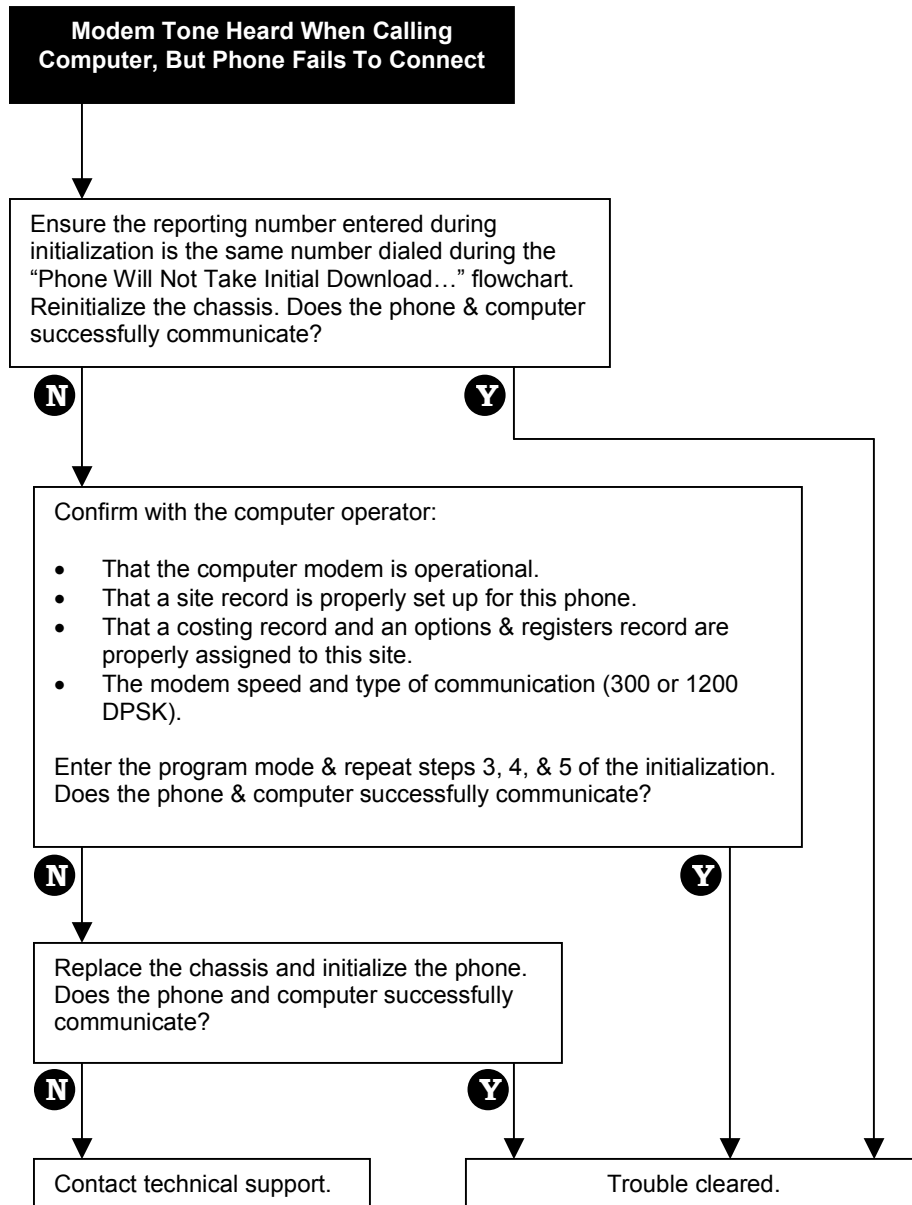 Modem Tone Heard When Calling
Computer, But Phone Fails To Connect
Ensure the reporting number entered during
initialization is the same number dialed during the
“Phone Will Not Take Initial Download…” flowchart.
Reinitialize the chassis. Does the phone & computer
successfully communicate?
N
Y
Confirm with the computer operator:
• That the computer modem is operational.
• That a site record is properly set up for this phone.
• That a costing record and an options & registers record are
properly assigned to this site.
• The modem speed and type of communication (300 or 1200
DPSK).
Enter the program mode & repeat steps 3, 4, & 5 of the initialization.
Does the phone & computer successfully communicate?
N
Y
Replace the chassis and initialize the phone.
Does the phone and computer successfully
communicate?
N
Y
Contact technical support.
Trouble cleared.